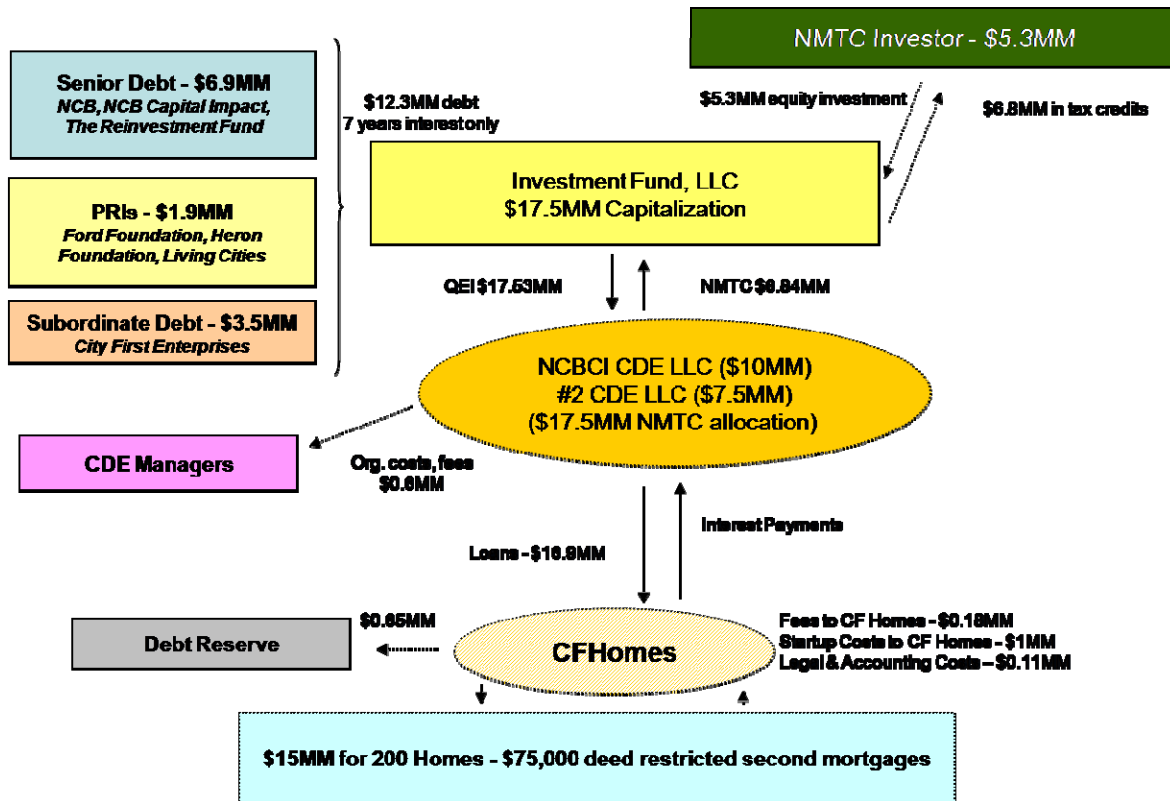 NMTC Investor - $5.3MM
Senior Debt - $6.9MM
NCB, NCB Capital Impact,
The Reinvestment Fund
$12.3MM debt
7 years interest only
$5.3MM equity investment
$6.8MM in tax credits
Investment Fund, LLC
$17.5MM Capitalization
PRIs - $1.9MM
Ford Foundation, Heron
Foundation, Living Cities
QEI $17.53MM
NMTC $6.84MM
Subordinate Debt - $3.5MM
City First Enterprises
NCBCI CDE LLC ($10MM)
#2 CDE LLC ($7.5MM)
($17.5MM NMTC allocation)
CDE Managers
Org. costs, fees
$0.6MM
Interest Payments
Loans - $16.9MM
Debt Reserve
$0.65MM
CFHomes
Fees to CF Homes - $0.18MM
Startup Costs to CF Homes - $1MM
Legal & Accounting Costs – $0.11MM
$15MM for 200 Homes - $75,000 deed restricted second mortgages